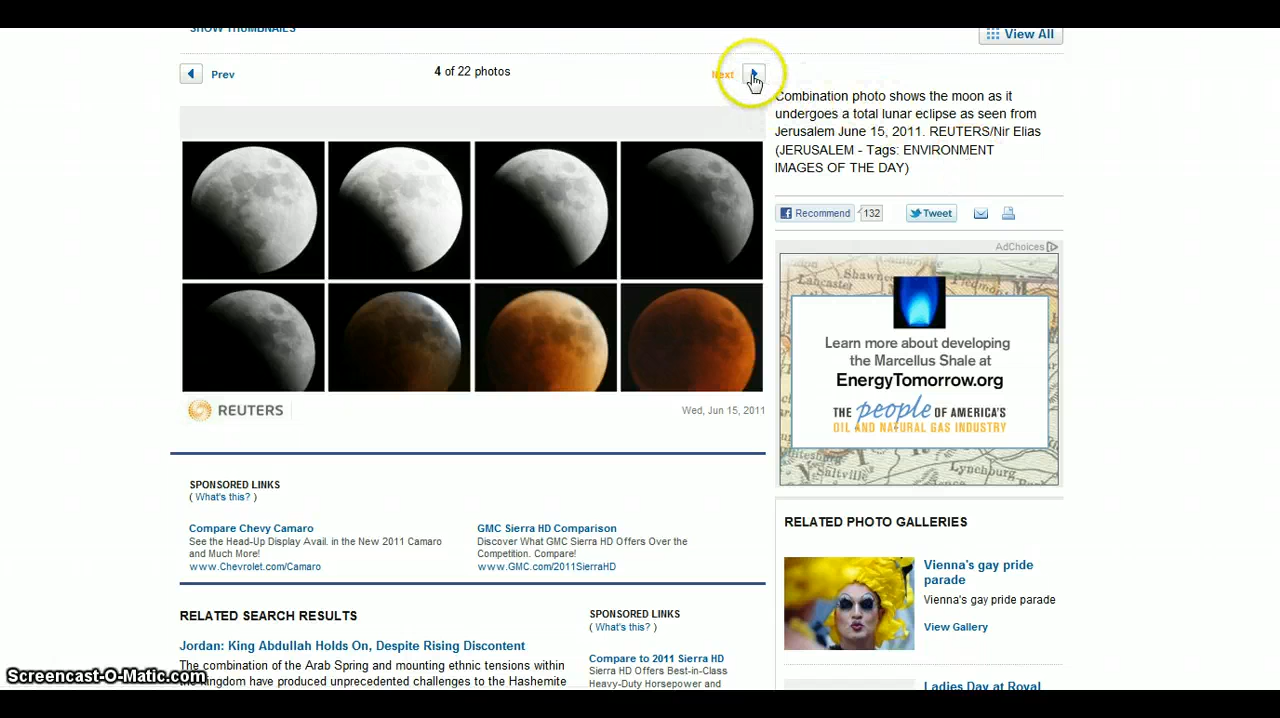 SHOW THUMBNAILS
View All
Prev
4 of 22 photos
Next
Combination photo shows the moon as it
undergoes a total lunar eclipse as seen from
Jerusalem June 15, 2011. REUTERS/Nir Elias
(JERUSALEM - Tags: ENVIRONMENT
IMAGES OF THE DAY)
Recommend
132
Tweet
AdChoices
REUTERS
Wed, Jun 15, 2011
Lancaster
Shawnee
Piedmont
Learn more about developing
the Marcellus Shale at
EnergyTomorrow.org
THE people OF AMERICA'S
OIL AND NATURAL GAS INDUSTRY
Saltville
Lynchburg
SPONSORED LINKS
( What's this? )
Compare Chevy Camaro
See the Head-Up Display Avail. in the New 2011 Camaro
and Much More!
www.Chevrolet.com/Camaro
GMC Sierra HD Comparison
Discover What GMC Sierra HD Offers Over the
Competition. Compare!
www.GMC.com/2011SierraHD
RELATED PHOTO GALLERIES
Vienna's gay pride
parade
Vienna's gay pride parade
View Gallery
Ladies Day at Royal
RELATED SEARCH RESULTS
Jordan: King Abdullah Holds On, Despite Rising Discontent
The combination of the Arab Spring and mounting ethnic tensions within
the kingdom have produced unprecedented challenges to the Hashemite
SPONSORED LINKS
( What's this? )
Compare to 2011 Sierra HD
Sierra HD Offers Best-in-Class
Heavy-Duty Horsepower and
Screencast-O-Matic.com